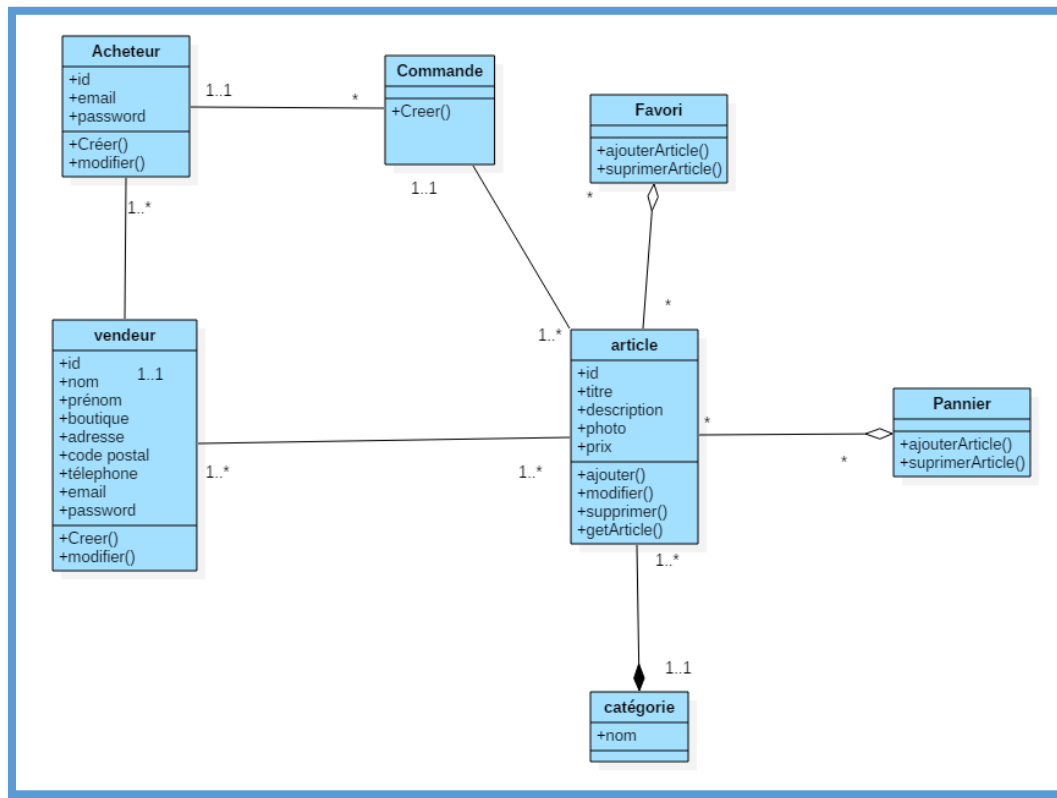 Acheteur
+id
+email
+password
+Créer()
+modifier()
1..1
*
Commande
+Creer()
1..1
Favori
+ajouterArticle()
+suprimerArticle()
*
*
1..*
1..*
vendeur
+id
+nom
+prénom
+boutique
+adresse
+code postal
+télephone
+email
+password
+Creer()
+modifier()
1..1
1..*
1..*
article
+id
+titre
+description
+photo
+prix
+ajouter()
+modifier()
+supprimer()
+getArticle()
*
*
Pannier
+ajouterArticle()
+suprimerArticle()
1..*
1..1
catégorie
+nom